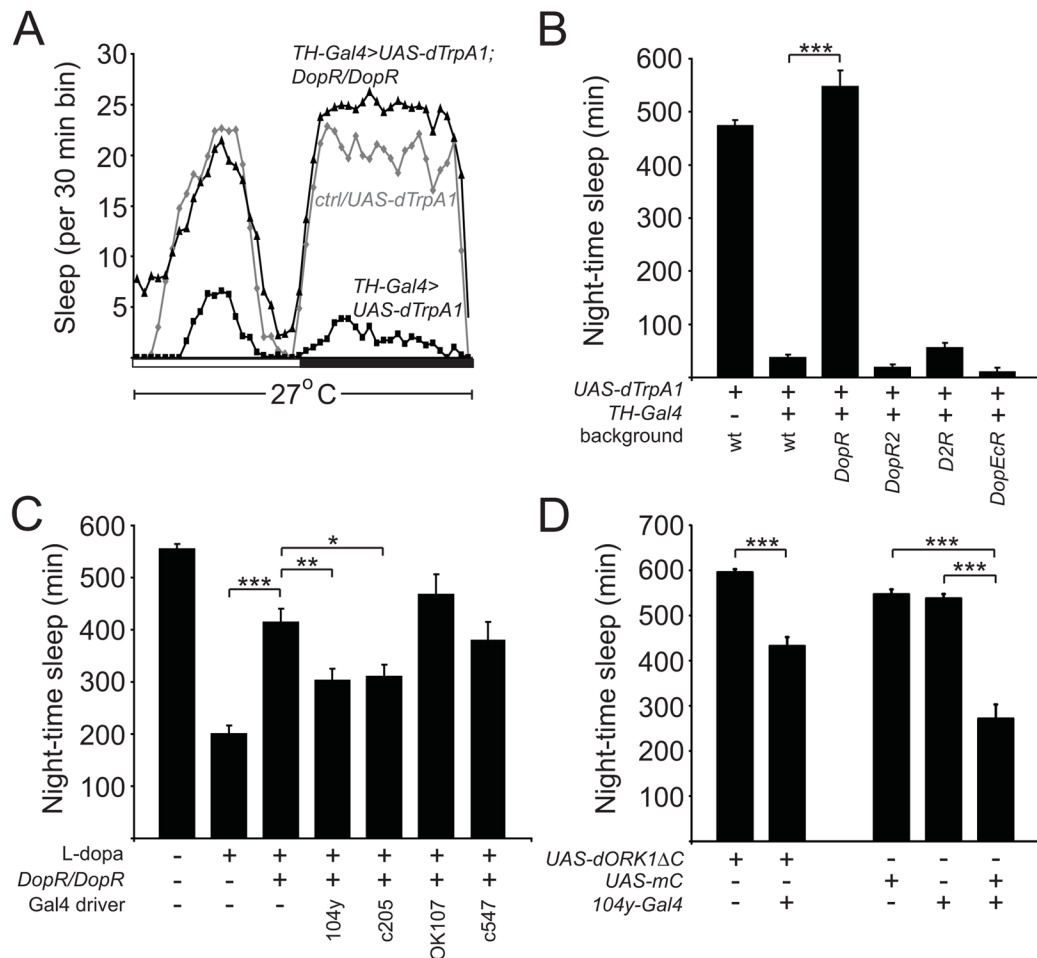 A
Sleep (per 30 min bin)
30
25
20
15
10
5
TH-Gal4>UAS-dTrpA1;
DopR/DopR
ctrl/UAS-dTrpA1
TH-Gal4>
UAS-dTrpA1
27° C
B
Night-time sleep (min)
600
500
400
300
200
100
***
UAS-dTrpA1 + + + + + +
TH-Gal4 - + + + + +
background wt wt DopR DopR2 D2R DopEcR
C
Night-time sleep (min)
600
500
400
300
200
100
*
**
***
L-dopa - + + + + + +
DopR/DopR - - + + + + +
Gal4 driver - - - 104y c205 OK107 c547
D
Night-time sleep (min)
700
600
500
400
300
200
100
*** ***
***
UAS-dORK1ΔC + + - - -
UAS-mC - - + - +
104y-Gal4 - + - + +